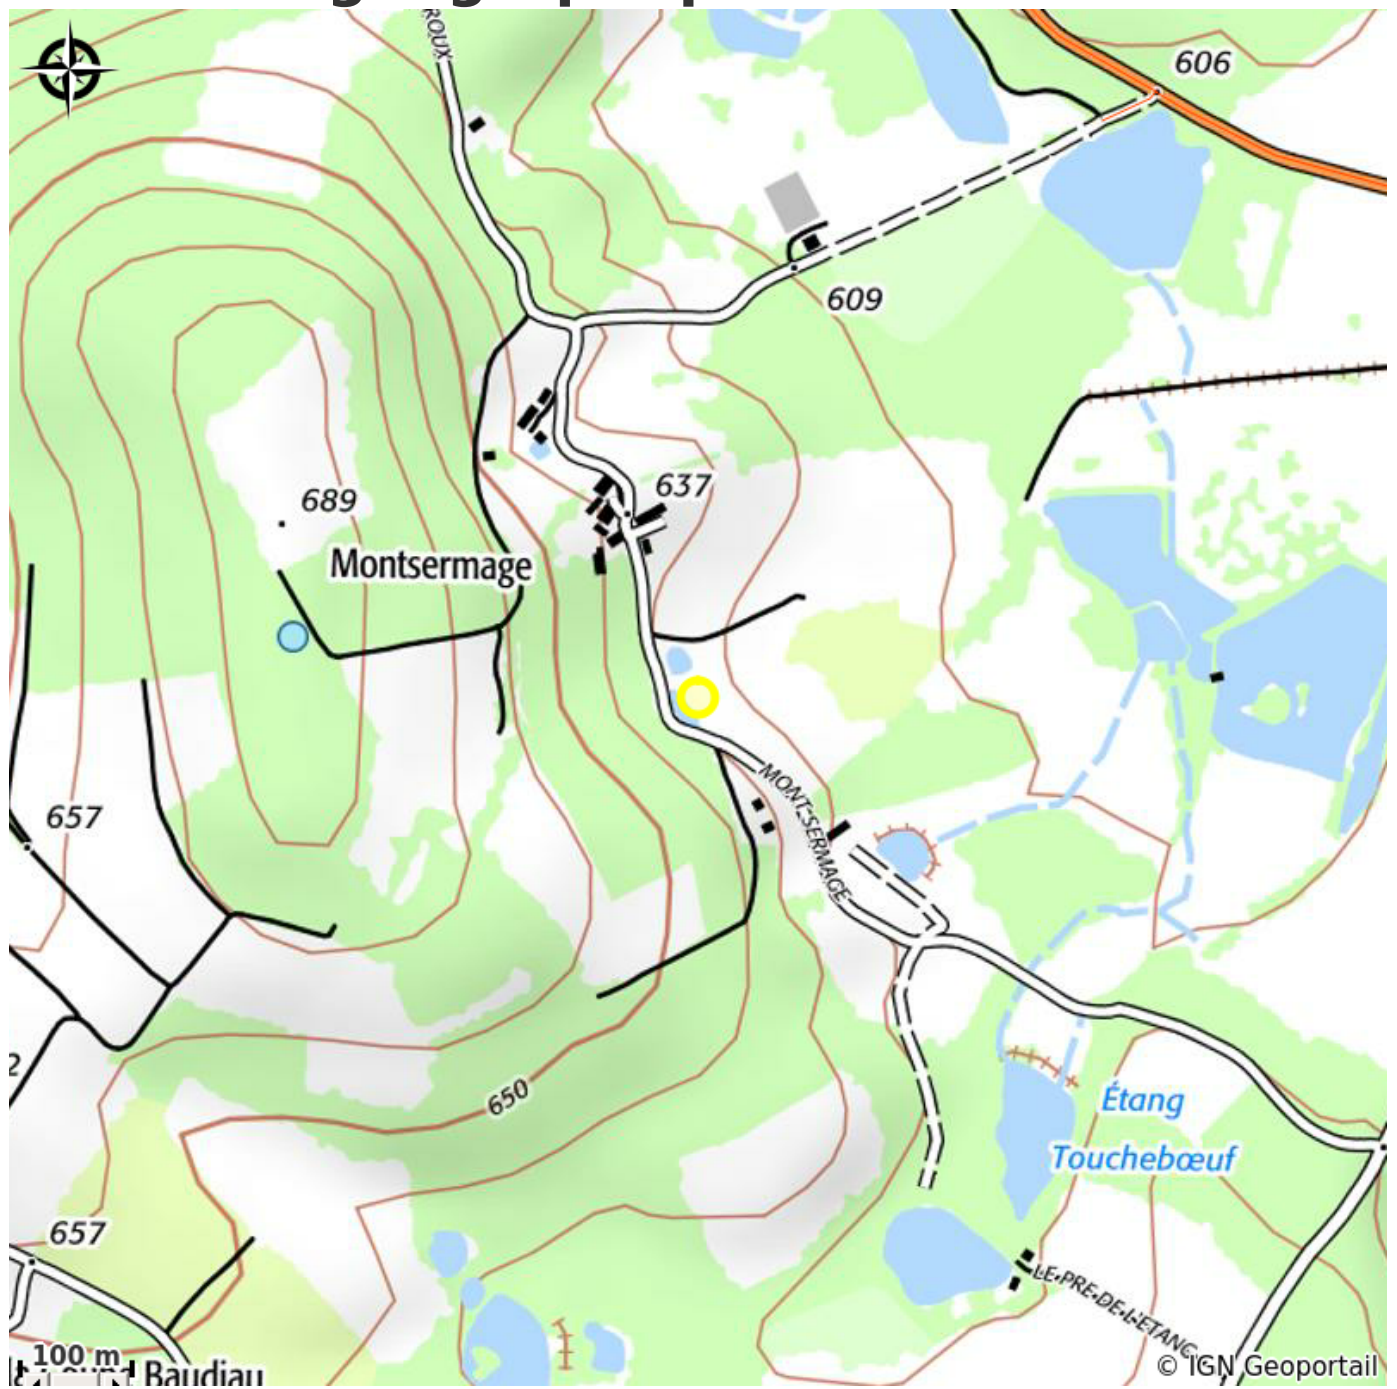 ROUX
606
609
637
689
Montsermage
657
MONT-SERMAGE
650
Étang
Touchebœuf
657
LE•PRE•DE•L'ETANG
100 m
Baudiau
© IGN Geoportail